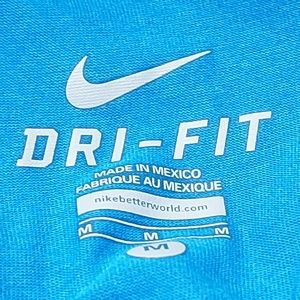 DRI-FIT
MADE IN MEXICO
FABRIQUE AU MEXIQUE
nikebetterworld.com
M M M